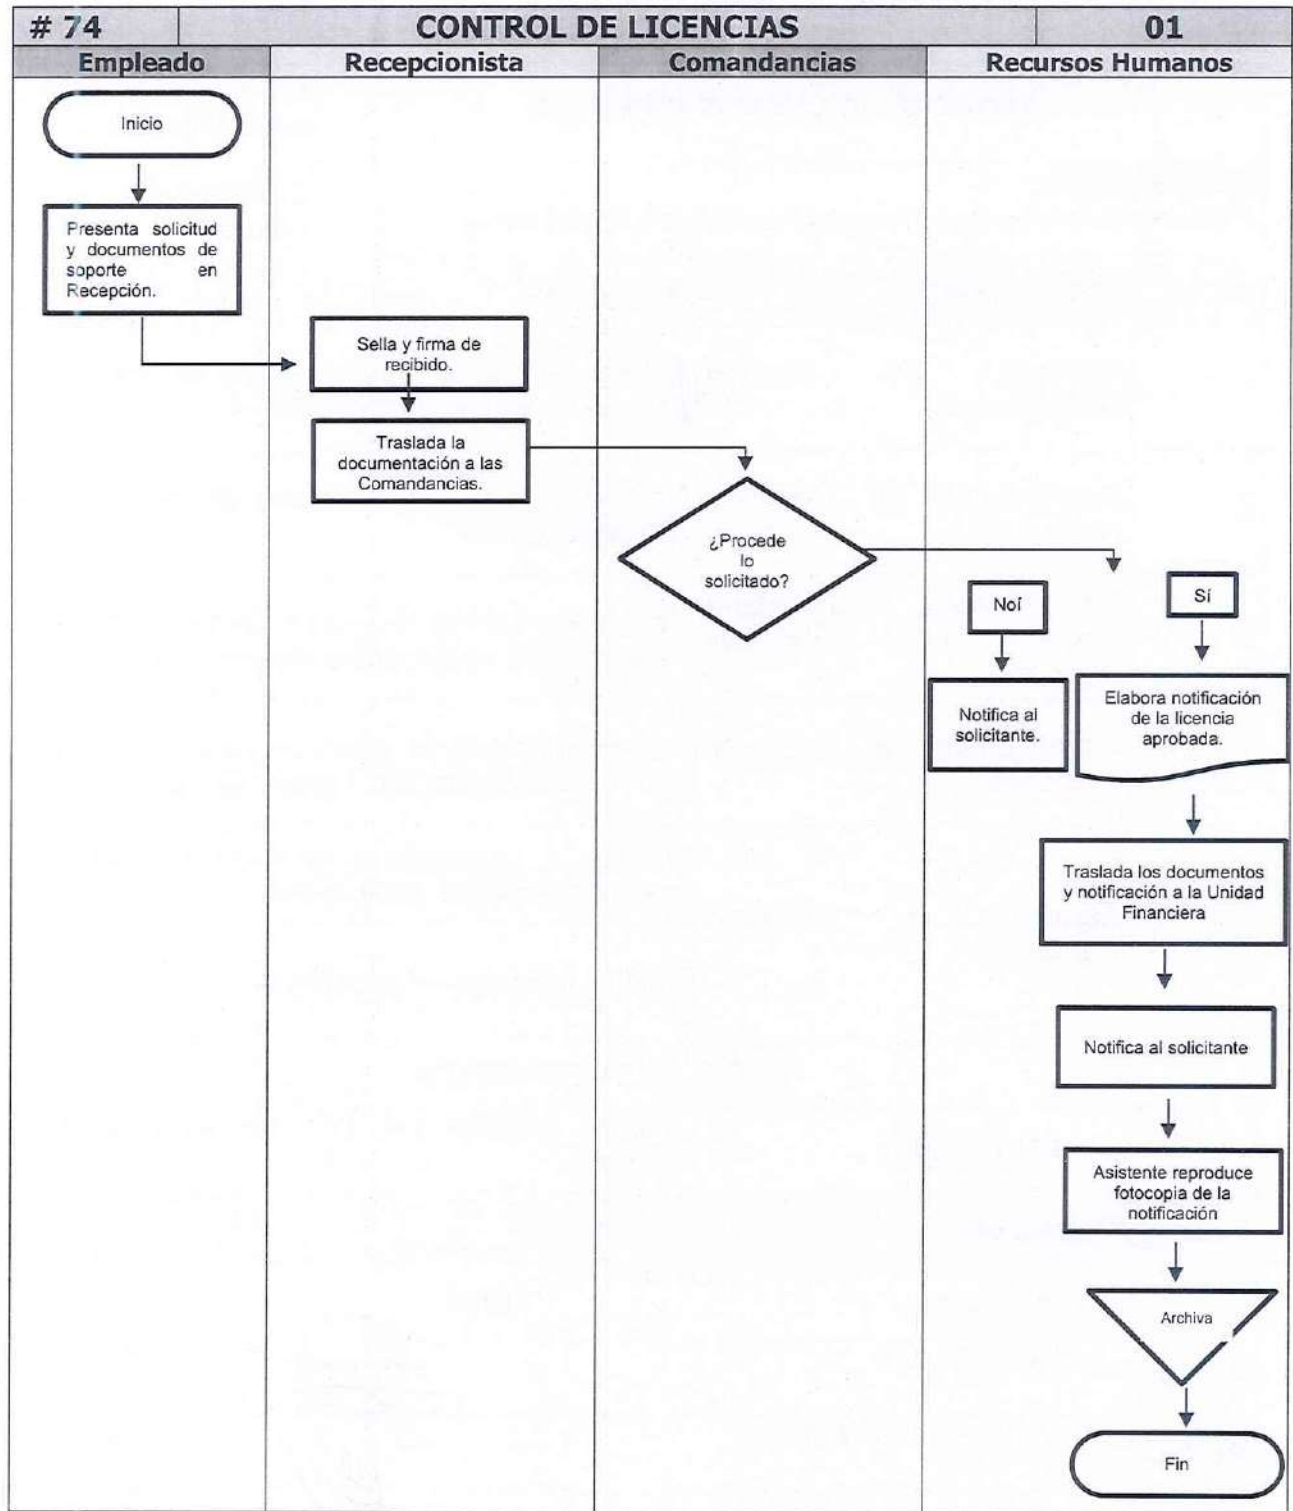 # 74 CONTROL DE LICENCIAS 01
Empleado Recepcionista Comandancias Recursos Humanos
Inicio
Presenta solicitud
y documentos de
soporte en
Recepción.
Sella y firma de
recibido.
Traslada la
documentación a las
Comandancias.
¿Procede
lo
solicitado?
Noí
Sí
Notifica al
solicitante.
Elabora notificación
de la licencia
aprobada.
Traslada los documentos
y notificación a la Unidad
Financiera
Notifica al solicitante
Asistente reproduce
fotocopia de la
notificación
Archiva
Fin